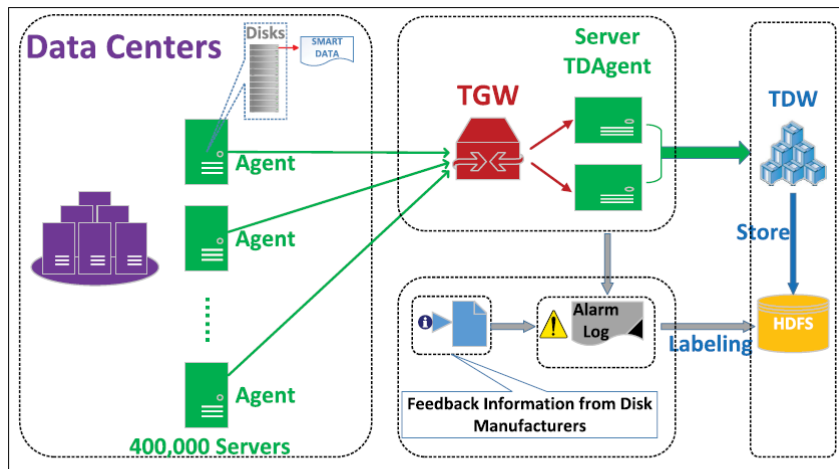 Data Centers
Disks
SMART
DATA
Agent
Agent
Agent
400,000 Servers
TGW
Server
TDAgent
TDW
Store
HDFS
Alarm
Log
Labeling
Feedback Information from Disk
Manufacturers